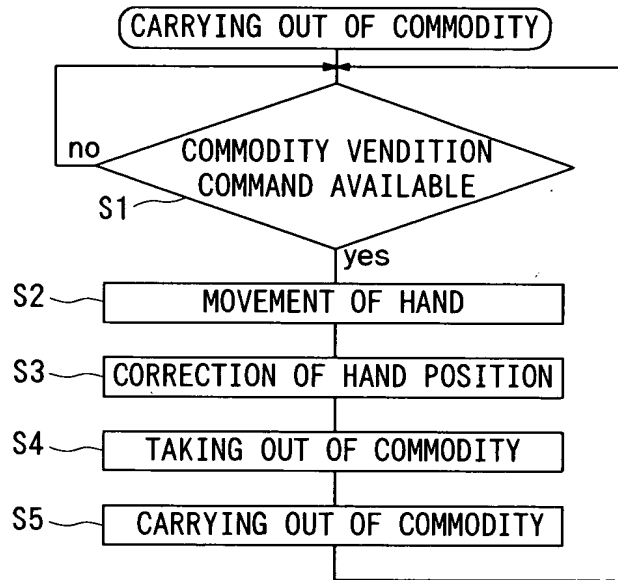 CARRYING OUT OF COMMODITY
no
COMMODITY VENDITION
COMMAND AVAILABLE
S1
yes
S2
MOVEMENT OF HAND
S3
CORRECTION OF HAND POSITION
S4
TAKING OUT OF COMMODITY
S5
CARRYING OUT OF COMMODITY